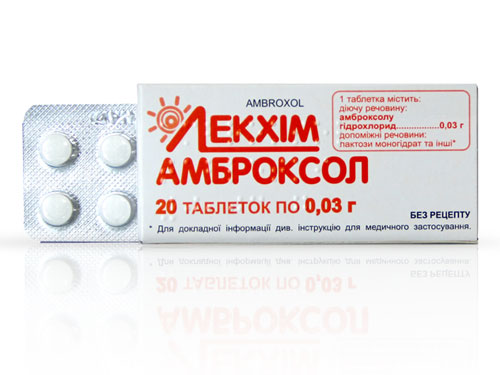 AMBROXOL
ЛЕКХІМ
АМБРОКСОЛ
20 ТАБЛЕТОК ПО 0,03 г
1 таблетка містить:
діючу речовину:
амброксолу
гідрохлорид...............0,03 г
допоміжні речовини:
лактози моногідрат та інші*
БЕЗ РЕЦЕПТУ
* Для докладної інформації див. інструкцію для медичного застосування.